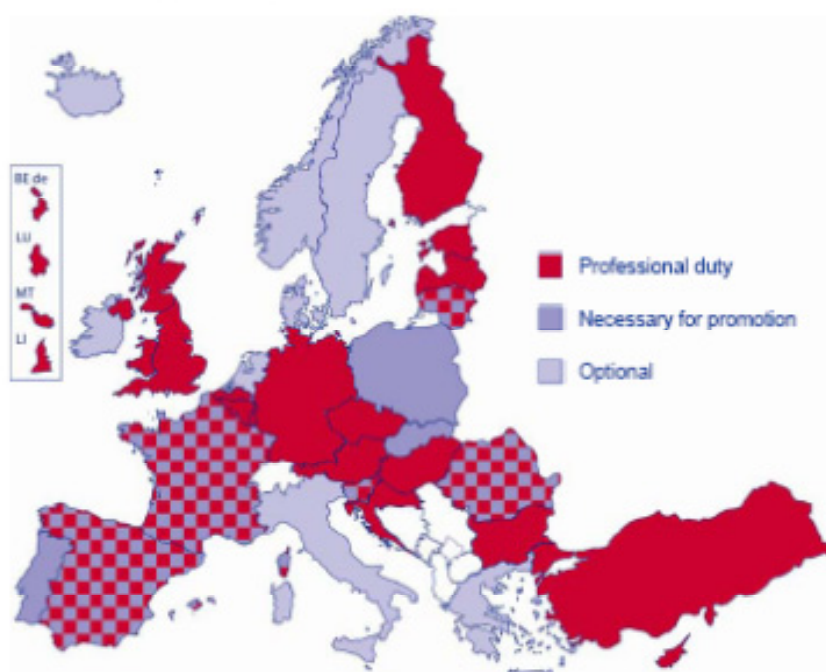 BE de
LU
MT
LI
Professional duty
Necessary for promotion
Optional